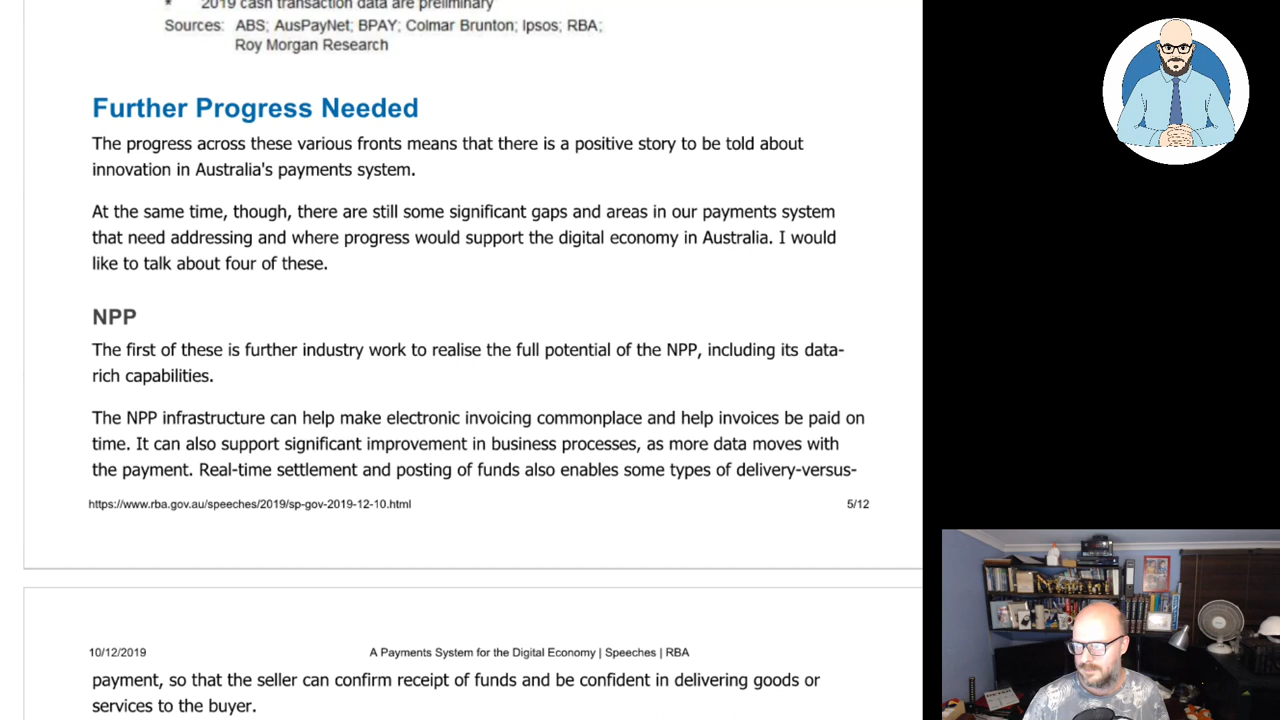 * 2019 cash transaction data are preliminary
Sources: ABS; AusPayNet; BPAY; Colmar Brunton; Ipsos; RBA;
Roy Morgan Research
Further Progress Needed
The progress across these various fronts means that there is a positive story to be told about
innovation in Australia's payments system.
At the same time, though, there are still some significant gaps and areas in our payments system
that need addressing and where progress would support the digital economy in Australia. I would
like to talk about four of these.
NPP
The first of these is further industry work to realise the full potential of the NPP, including its data-
rich capabilities.
The NPP infrastructure can help make electronic invoicing commonplace and help invoices be paid on
time. It can also support significant improvement in business processes, as more data moves with
the payment. Real-time settlement and posting of funds also enables some types of delivery-versus-
https://www.rba.gov.au/speeches/2019/sp-gov-2019-12-10.html 5/12
10/12/2019 A Payments System for the Digital Economy | Speeches | RBA
payment, so that the seller can confirm receipt of funds and be confident in delivering goods or
services to the buyer.